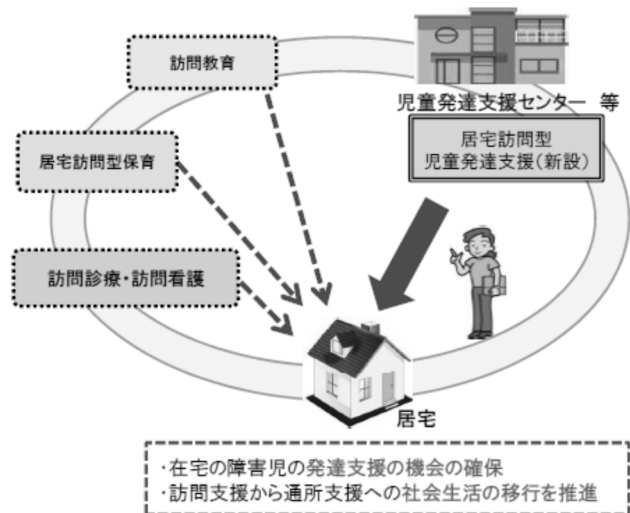 訪問教育
児童発達支援センター 等
居宅訪問型
児童発達支援(新設)
居宅訪問型保育
訪問診療・訪問看護
居宅
・在宅の障害児の発達支援の機会の確保
・訪問支援から通所支援への社会生活の移行を推進